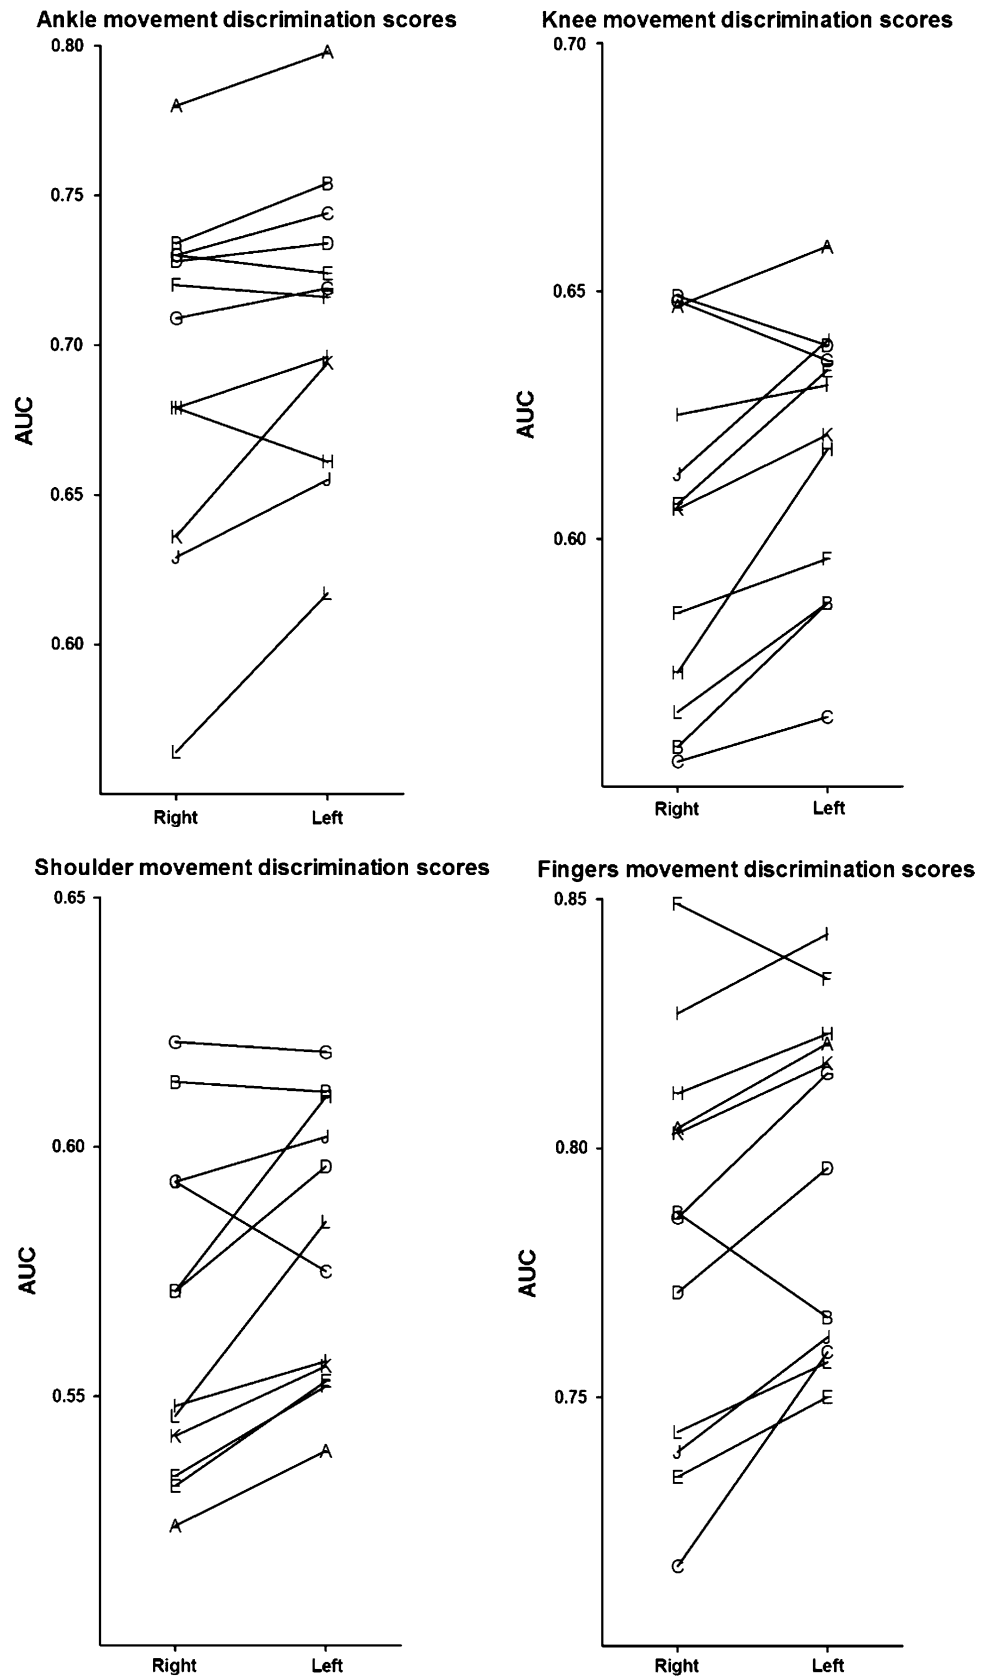 Ankle movement discrimination scores
0.80
0.75
0.70
0.65
0.60
AUC
A
A
B
B
C
D
D
E
F
G
G
K
H
K
J
J
L
L
Right
Left
Knee movement discrimination scores
0.70
0.65
0.60
AUC
A
A
G
I
I
J
K
K
H
H
F
F
L
B
B
C
C
Right
Left
Shoulder movement discrimination scores
0.65
0.60
0.55
AUC
G
G
B
B
J
D
L
C
I
L
K
K
F
E
A
A
Right
Left
Fingers movement discrimination scores
0.85
0.80
0.75
AUC
F
F
I
I
H
H
A
A
K
K
G
G
B
B
D
D
J
J
C
C
L
L
E
E
Right
Left